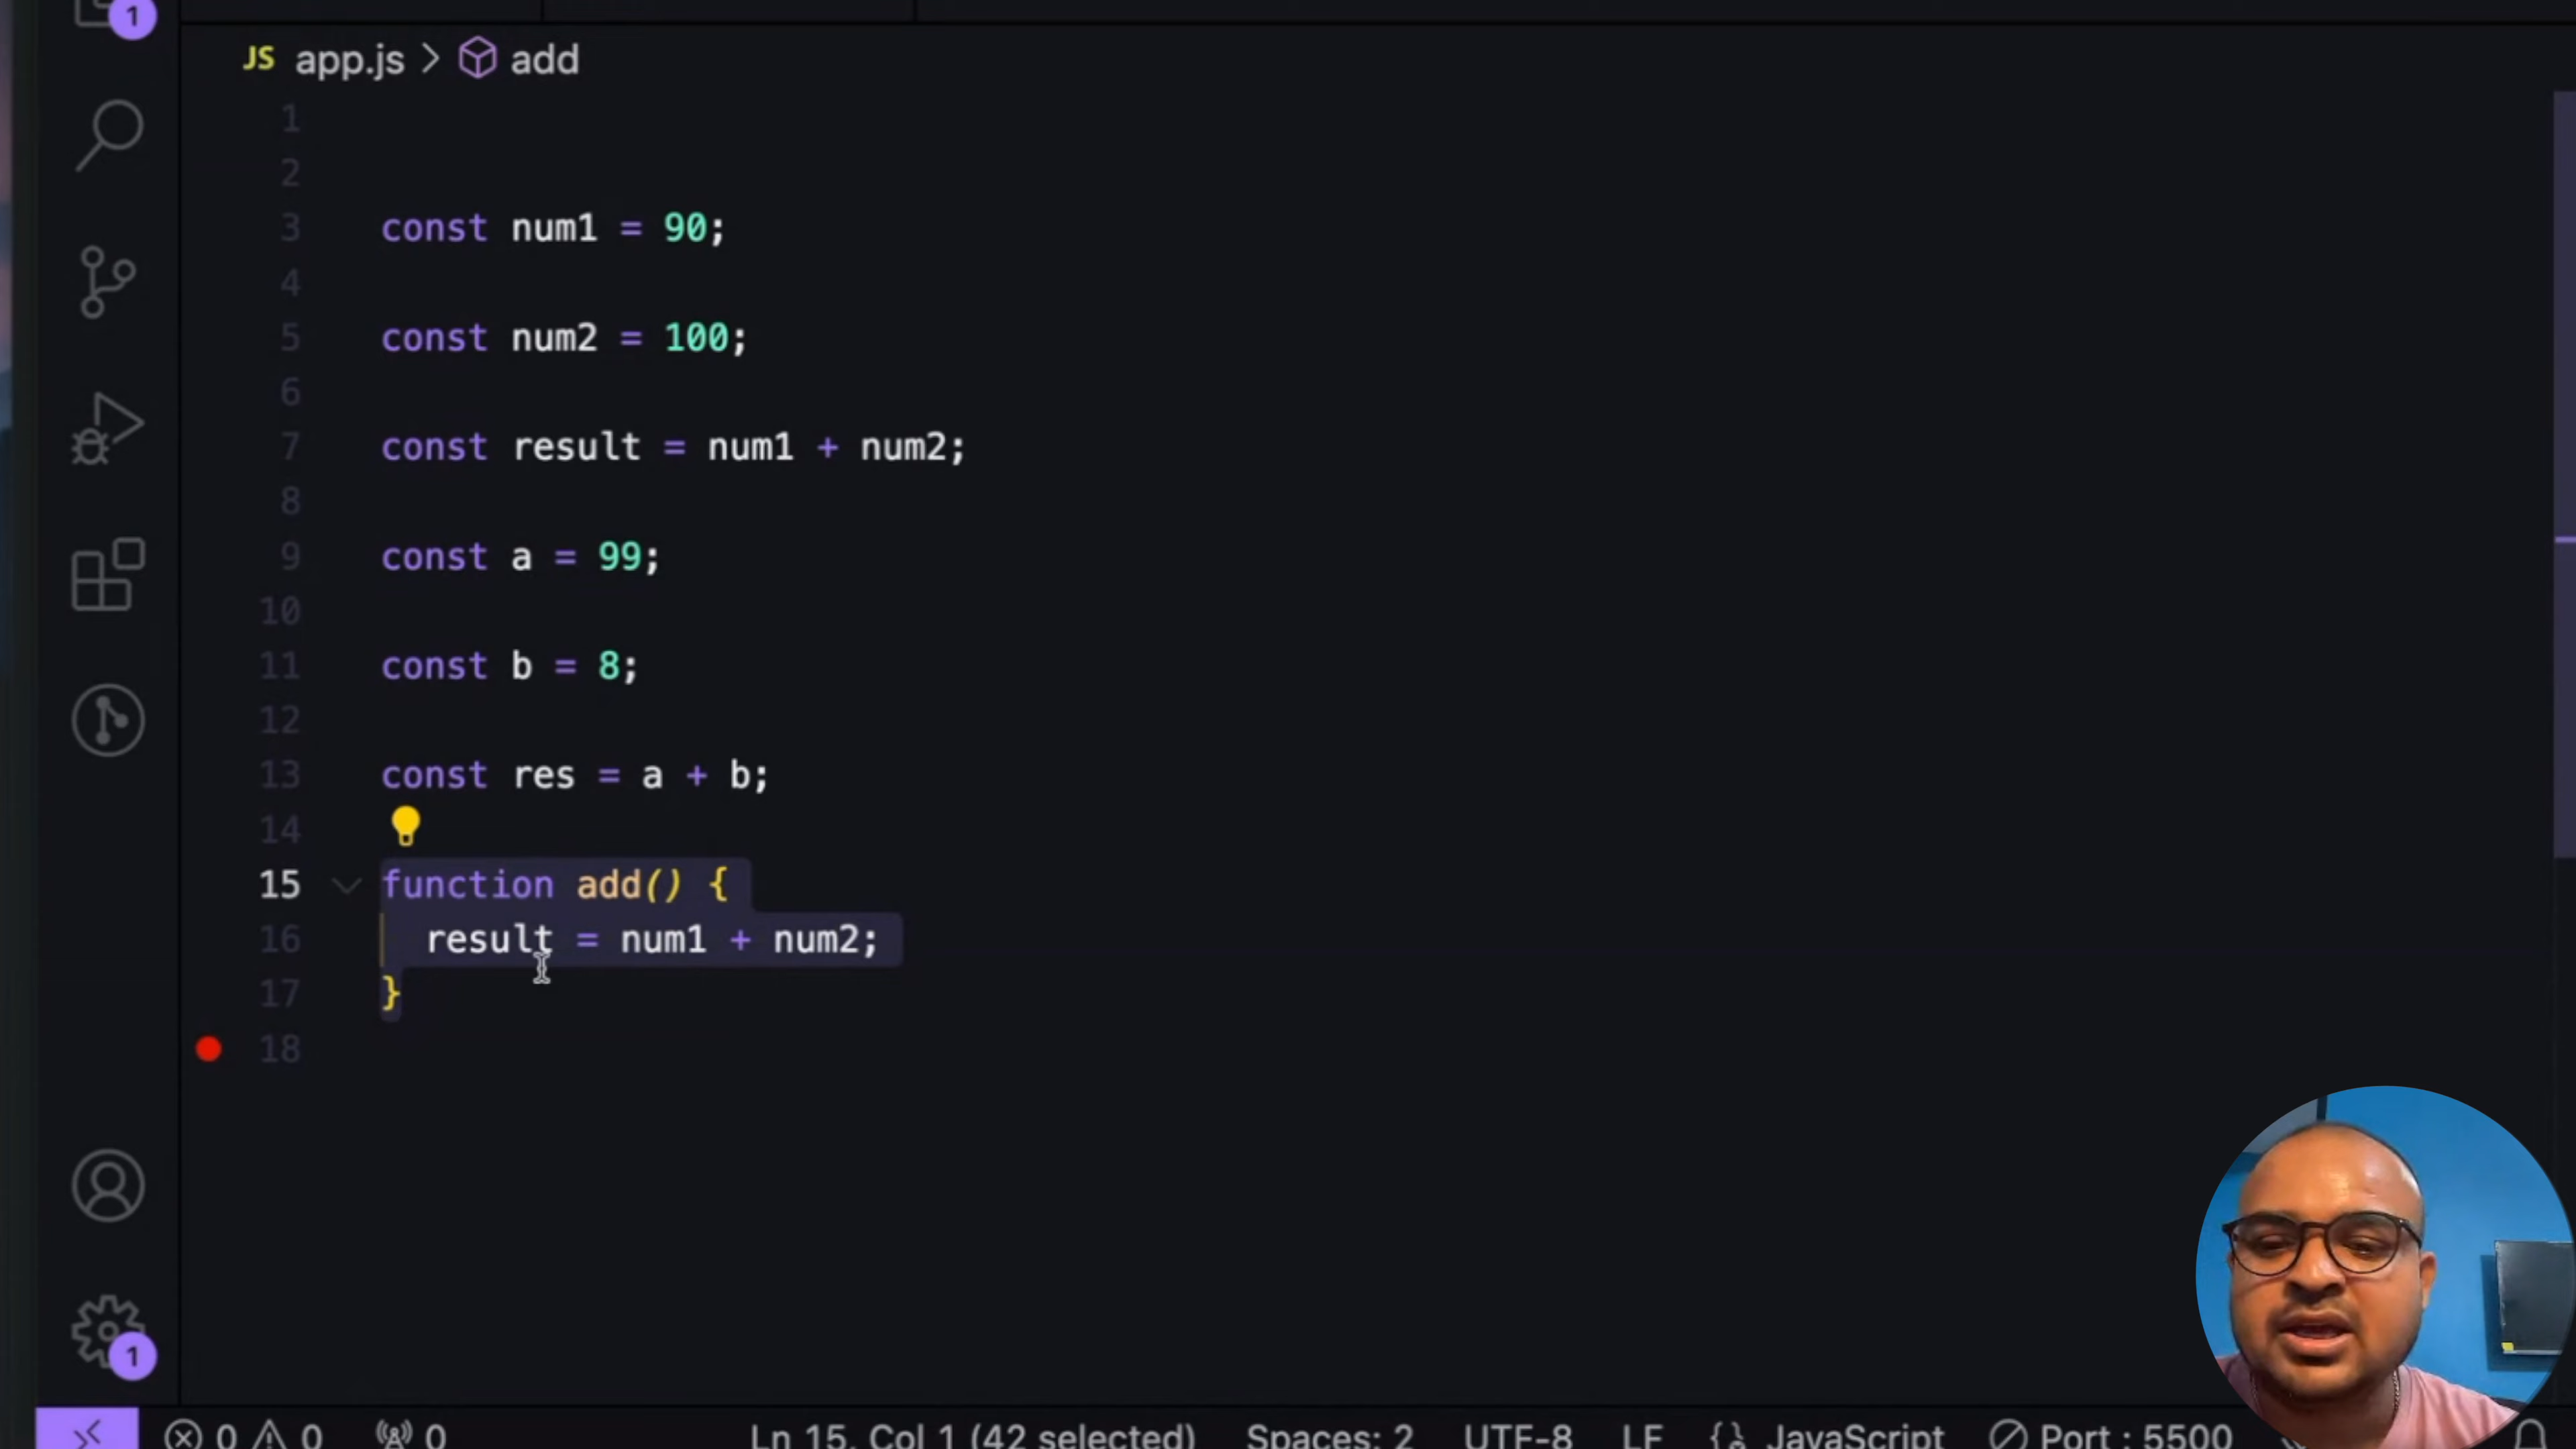 1
JS app.js > add
1
2
3 const num1 = 90;
4
5 const num2 = 100;
6
7 const result = num1 + num2;
8
9 const a = 99;
10
11 const b = 8;
12
13 const res = a + b;
14
15 function add() {
16 result = num1 + num2;
17 }
18
1
0 0 0 Ln 15, Col 1 (42 selected) Spaces: 2 UTF-8 LF {} JavaScript Port : 5500